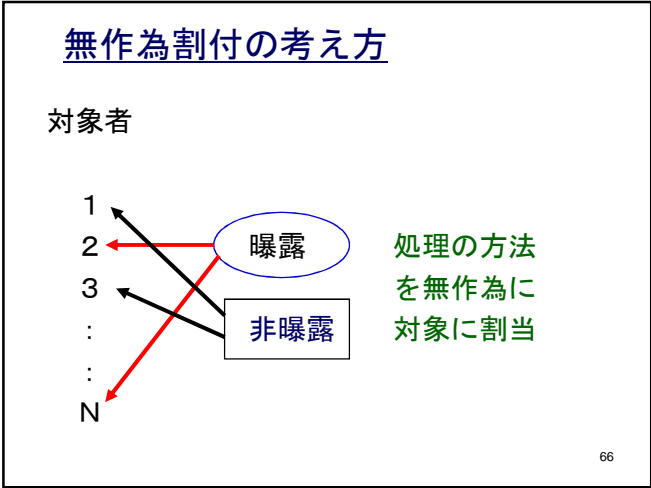 無作為割付の考え方
対象者
1
2
3
:
:
N
曝露
非曝露
処理の方法
を無作為に
対象に割当
66